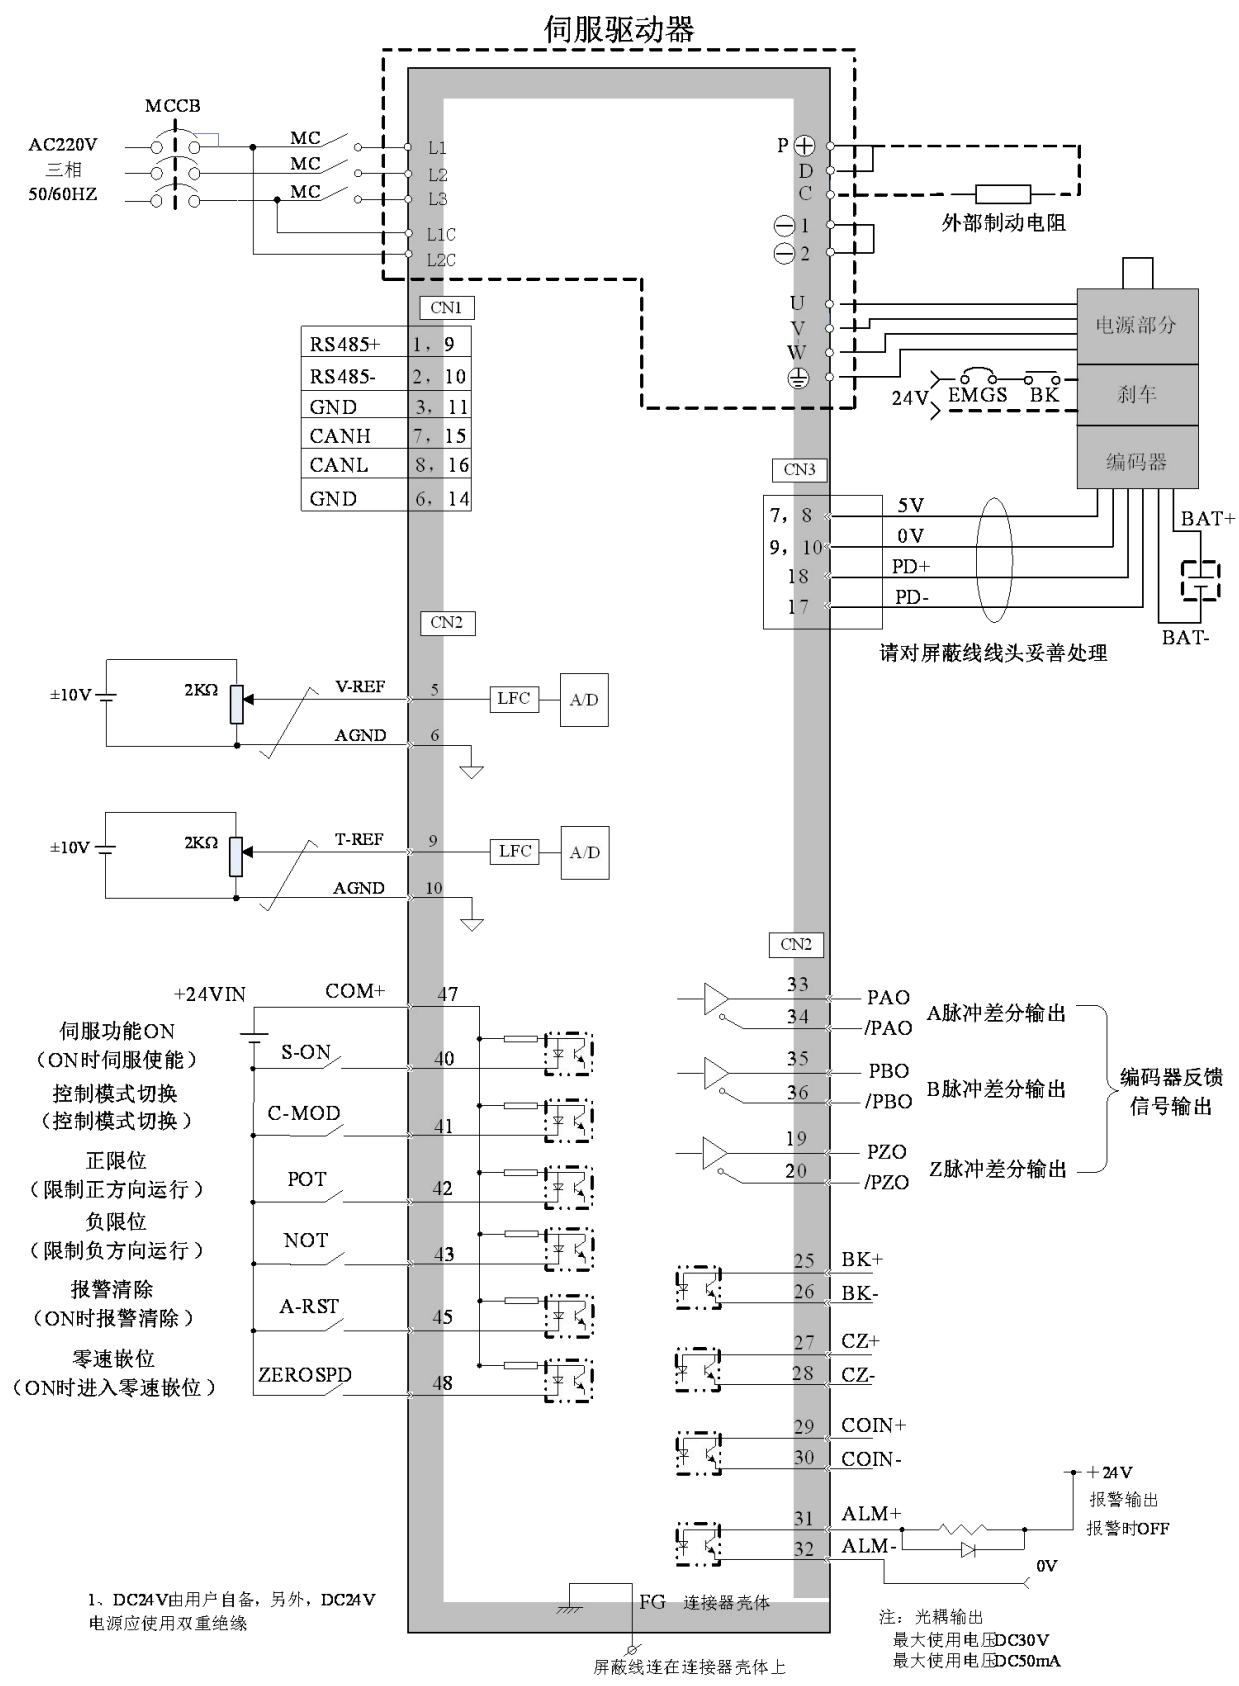 伺服驱动器
MCCB
AC220V
三相
50/60HZ
MC
MC
MC
L1
L2
L3
L1C
L2C
P
D
C
1
2
外部制动电阻
U
V
W
电源部分
刹车
编码器
24V
EMGS
BK
CN1
RS485+ 1，9
RS485- 2，10
GND 3，11
CANH 7，15
CANL 8，16
GND 6，14
CN3
7，8 5V
9，10 0V
18 PD+
17 PD-
BAT+
BAT-
请对屏蔽线线头妥善处理
CN2
±10V
2KΩ
V-REF 5
LFC
A/D
AGND 6
±10V
2KΩ
T-REF 9
LFC
A/D
AGND 10
+24VIN
COM+ 47
伺服功能ON
（ON时伺服使能）
S-ON 40
控制模式切换
（控制模式切换）
C-MOD 41
正限位
（限制正方向运行）
POT 42
负限位
（限制负方向运行）
NOT 43
报警清除
（ON时报警清除）
A-RST 45
零速嵌位
（ON时进入零速嵌位）
ZEROSPD 48
CN2
33 PAO
34 /PAO
A脉冲差分输出
35 PBO
36 /PBO
B脉冲差分输出
19 PZO
20 /PZO
Z脉冲差分输出
编码器反馈
信号输出
25 BK+
26 BK-
27 CZ+
28 CZ-
29 COIN+
30 COIN-
31 ALM+
32 ALM-
＋24V
报警输出
报警时OFF
0V
1、DC24V由用户自备，另外，DC24V
电源应使用双重绝缘
FG 连接器壳体
屏蔽线连在连接器壳体上
注：光耦输出
最大使用电压DC30V
最大使用电压DC50mA